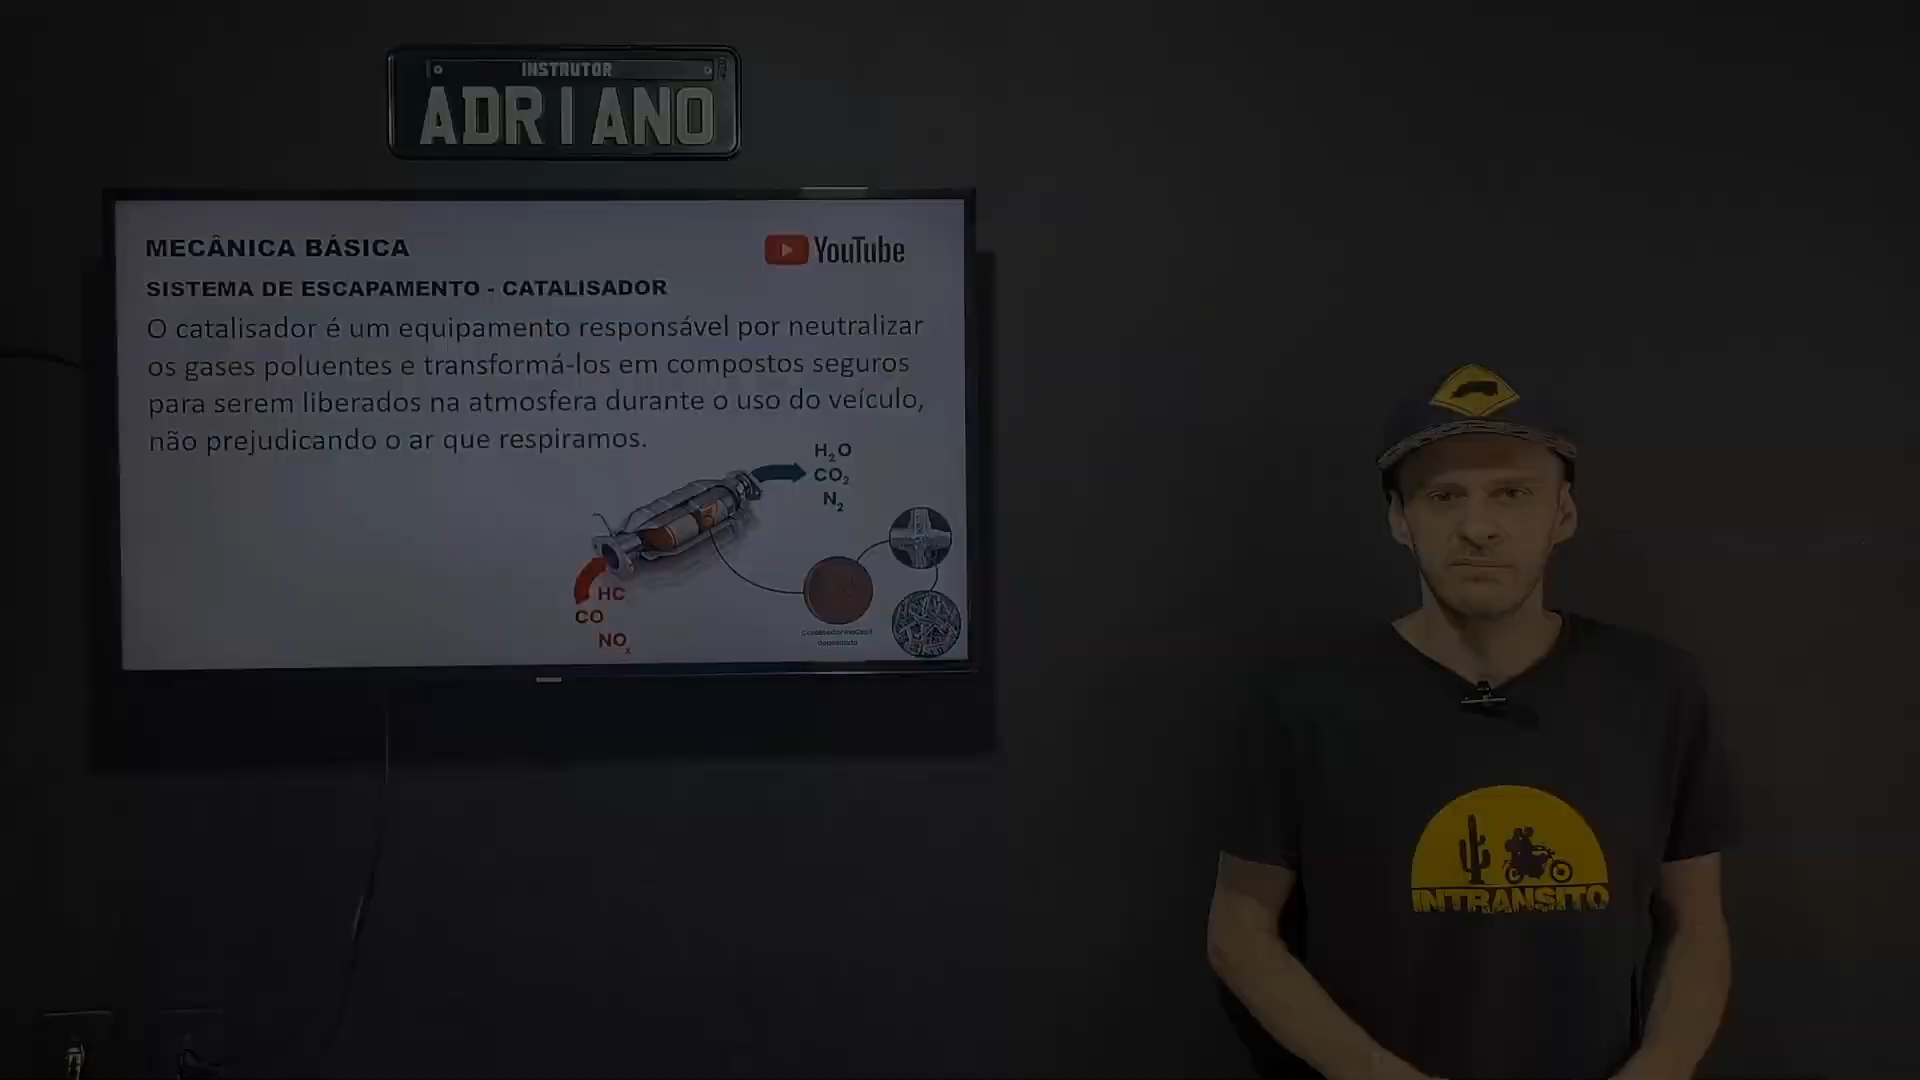 INSTRUTOR
ADRIANO
MECÂNICA BÁSICA
YouTube
SISTEMA DE ESCAPAMENTO - CATALISADOR
O catalisador é um equipamento responsável por neutralizar
os gases poluentes e transformá-los em compostos seguros
para serem liberados na atmosfera durante o uso do veículo,
não prejudicando o ar que respiramos.
H₂O
CO₂
N₂
HC
CO
NOₓ
depositado
INTRANSITO